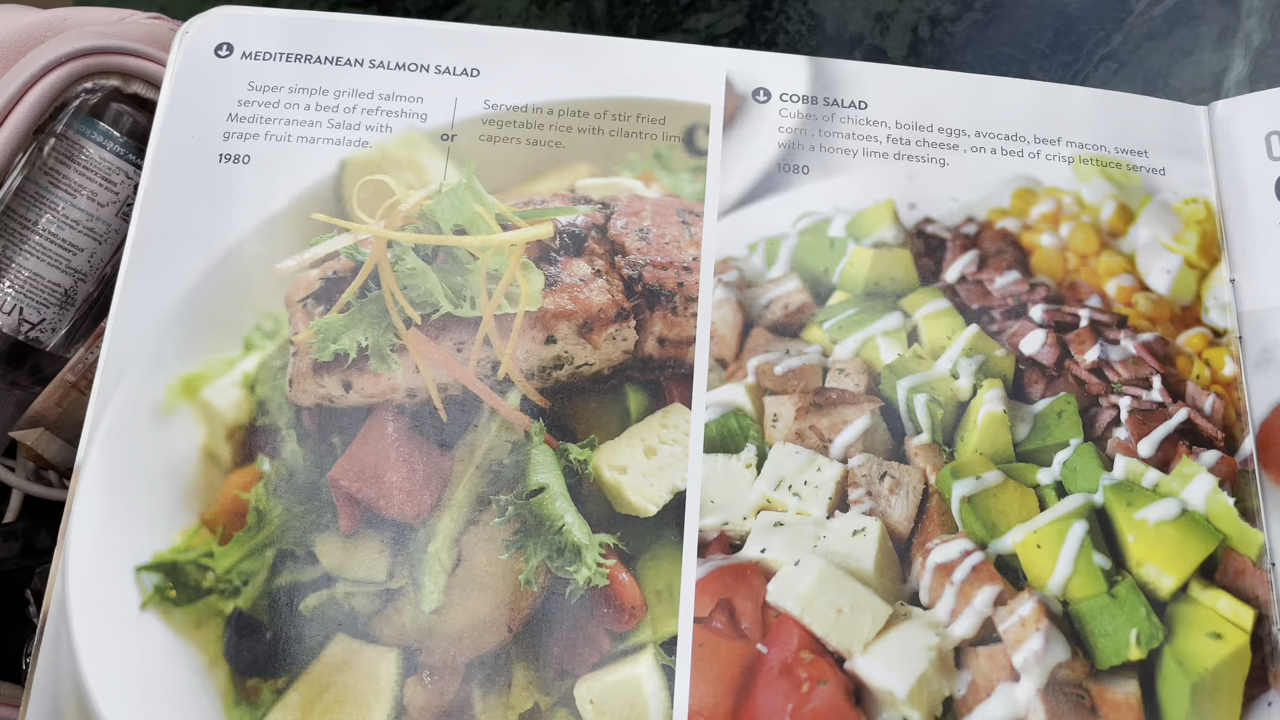 MEDITERRANEAN SALMON SALAD
Super simple grilled salmon
served on a bed of refreshing
Mediterranean Salad with
grape fruit marmalade.
1980
or
Served in a plate of stir fried
vegetable rice with cilantro lime
capers sauce.
COBB SALAD
Cubes of chicken, boiled eggs, avocado, beef macon, sweet
corn , tomatoes, feta cheese , on a bed of crisp lettuce served
with a honey lime dressing.
1080